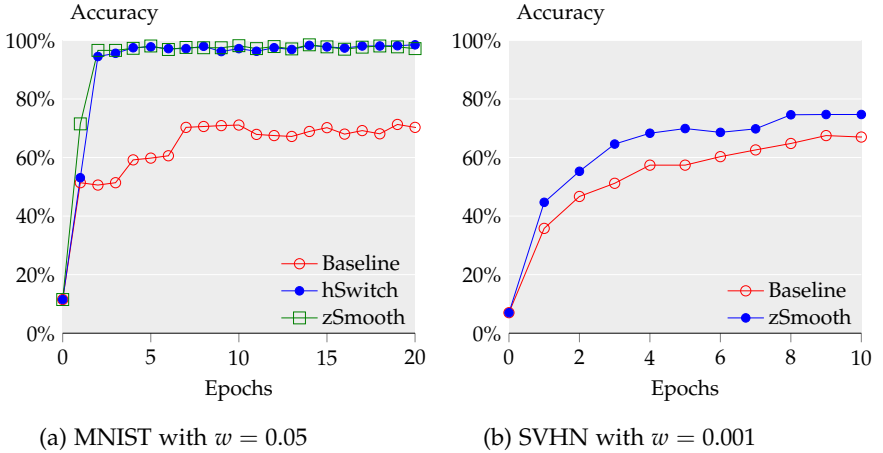 Accuracy
100%
80%
60%
40%
20%
0%
Baseline
hSwitch
zSmooth
0
5
10
15
20
Epochs
(a) MNIST with w = 0.05
Accuracy
100%
80%
60%
40%
20%
0%
Baseline
zSmooth
0
2
4
6
8
10
Epochs
(b) SVHN with w = 0.001